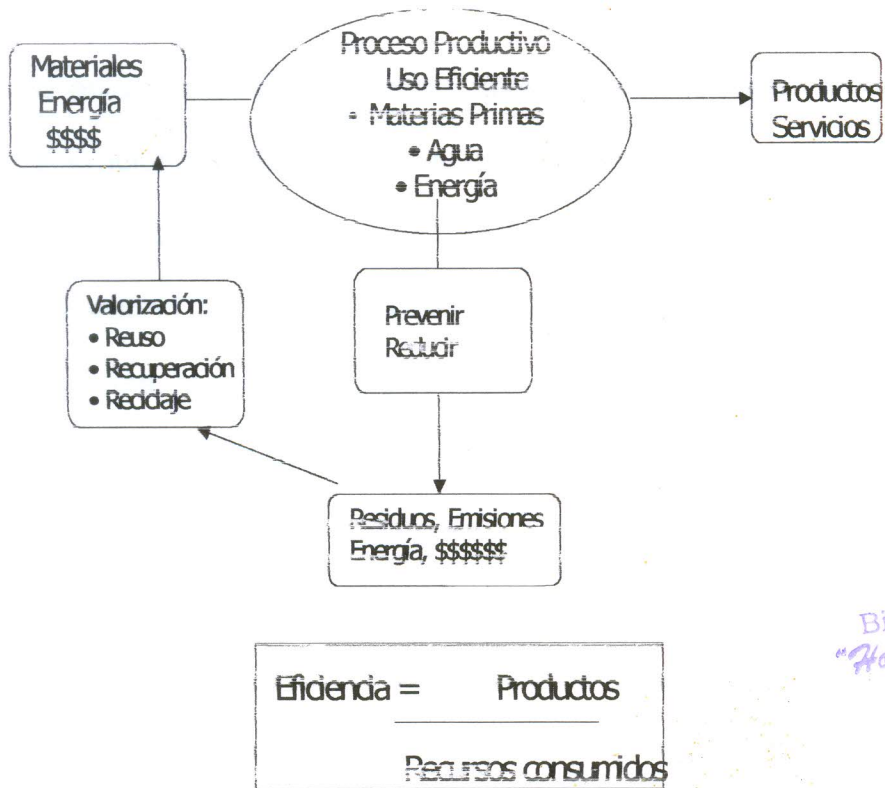 Proceso Productivo
Uso Eficiente
• Materias Primas
• Agua
• Energía
Materiales
Energía
$$$$
Productos
Servicios
Valorización:
• Reuso
• Recuperación
• Reciclaje
Prevenir
Reducir
Residuos, Emisiones
Energía, $$$$$$
Eficiencia = Productos
Recursos consumidos